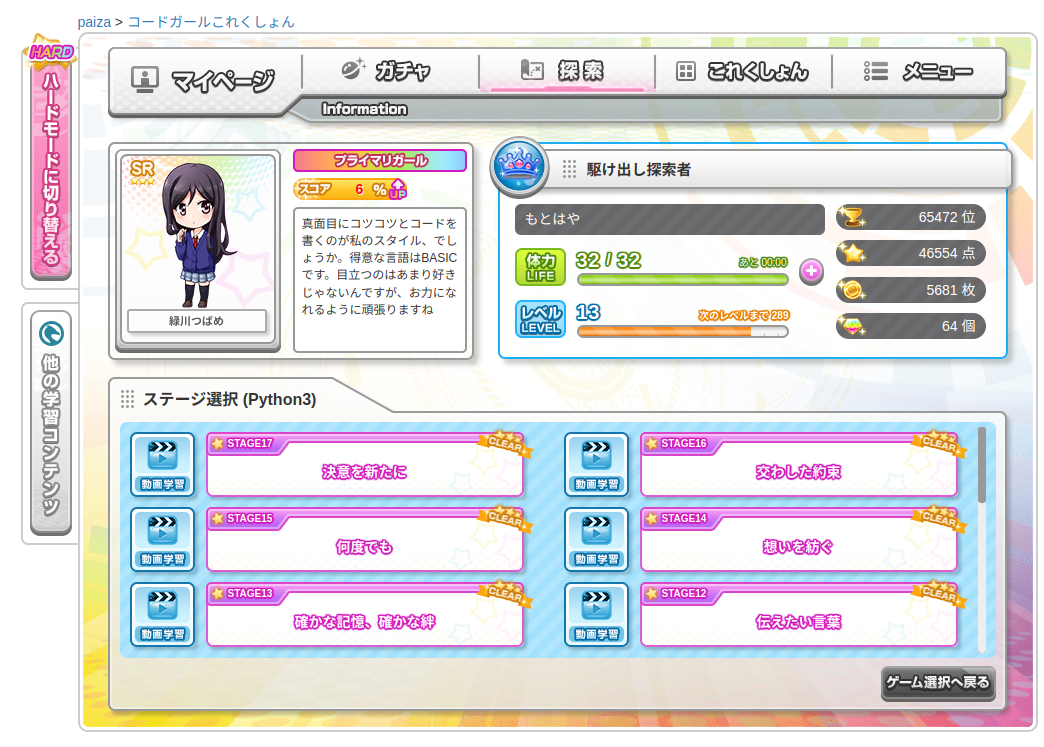 paiza > コードガールこれくしょん
HARD
ハードモードに切り替える
他の学習コンテンツ
マイページ
ガチャ
探索
これくしょん
メニュー
Information
SR
緑川つばめ
プライマリガール
スコア 6 % UP
真面目にコツコツとコードを
書くのが私のスタイル、でし
ょうか。得意な言語はBASIC
です。目立つのはあまり好き
じゃないんですが、お力にな
れるように頑張りますね
駆け出し探索者
もとはや
体力 LIFE
32 / 32
あと 00:00
レベル LEVEL
13
次のレベルまで 289
65472 位
46554 点
5681 枚
64 個
ステージ選択 (Python3)
動画学習
STAGE17
CLEAR
決意を新たに
動画学習
STAGE16
CLEAR
交わした約束
動画学習
STAGE15
CLEAR
何度でも
動画学習
STAGE14
CLEAR
想いを紡ぐ
動画学習
STAGE13
CLEAR
確かな記憶、確かな絆
動画学習
STAGE12
CLEAR
伝えたい言葉
ゲーム選択へ戻る